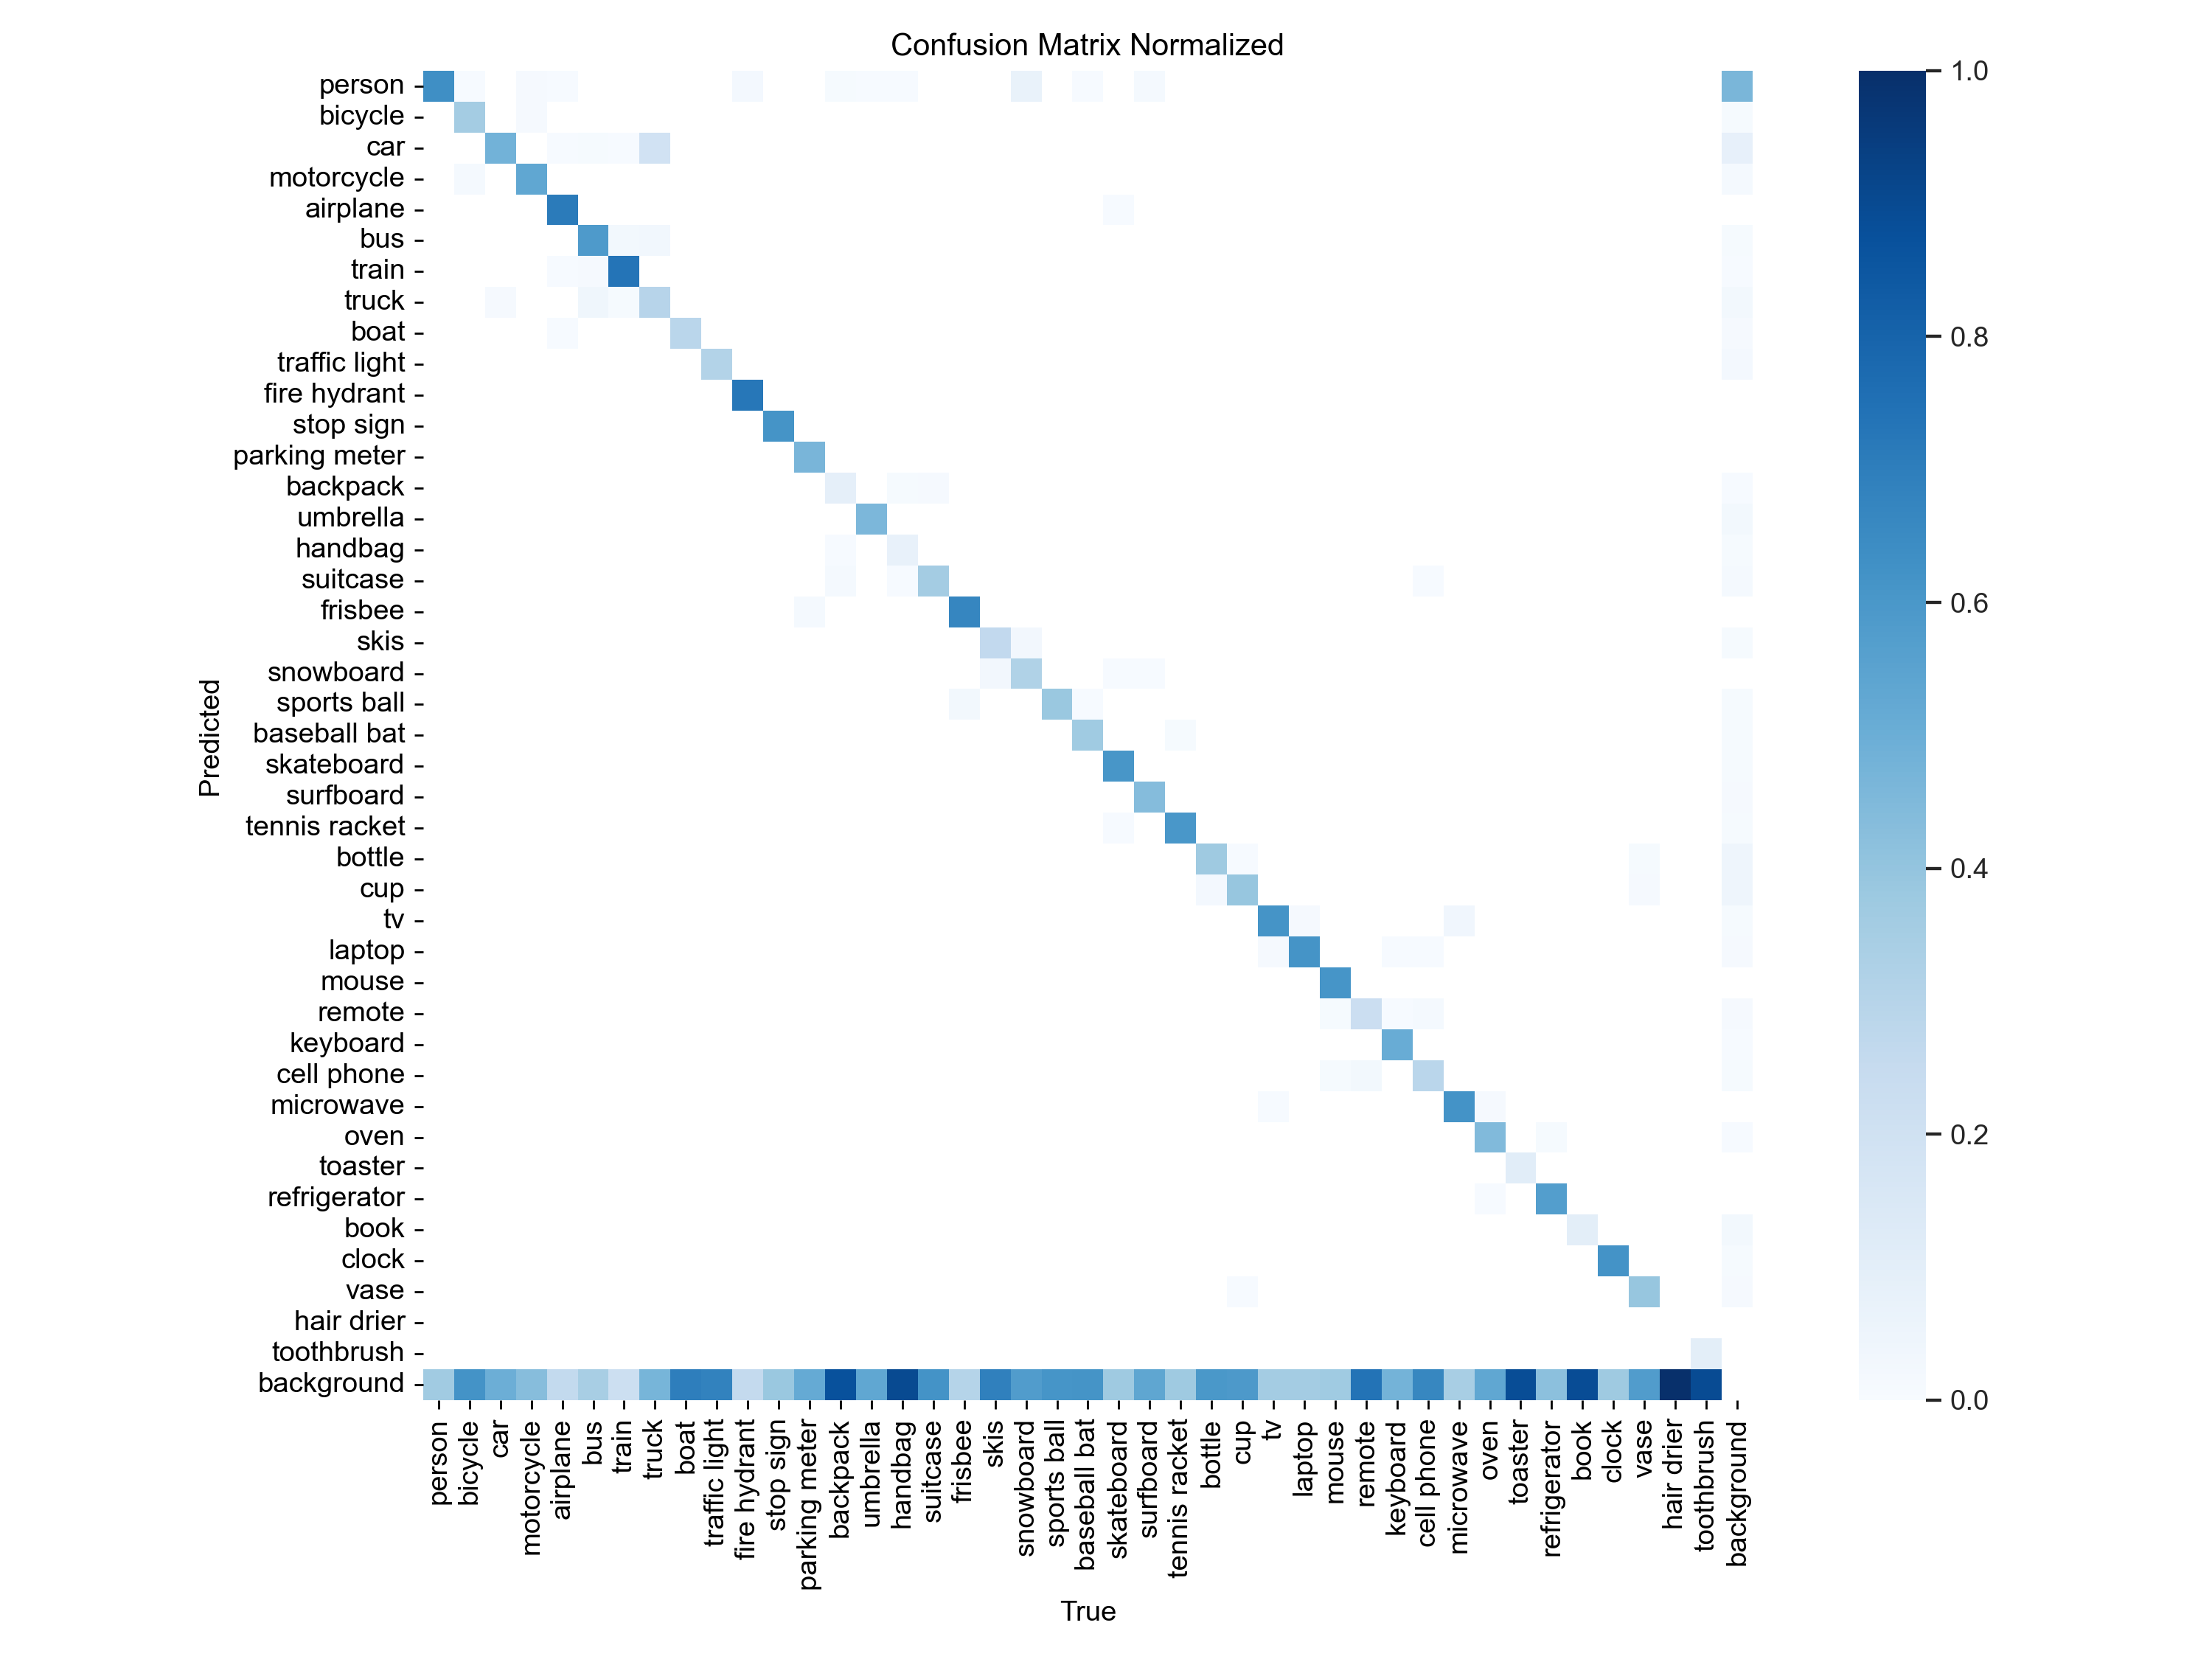 Confusion Matrix Normalized
person
bicycle
car
motorcycle
airplane
bus
train
truck
boat
traffic light
fire hydrant
stop sign
parking meter
backpack
umbrella
handbag
suitcase
frisbee
skis
snowboard
sports ball
baseball bat
skateboard
surfboard
tennis racket
bottle
cup
tv
laptop
mouse
remote
keyboard
cell phone
microwave
oven
toaster
refrigerator
book
clock
vase
hair drier
toothbrush
background
Predicted
person
bicycle
car
motorcycle
airplane
bus
train
truck
boat
traffic light
fire hydrant
stop sign
parking meter
backpack
umbrella
handbag
suitcase
frisbee
skis
snowboard
sports ball
baseball bat
skateboard
surfboard
tennis racket
bottle
cup
tv
laptop
mouse
remote
keyboard
cell phone
microwave
oven
toaster
refrigerator
book
clock
vase
hair drier
toothbrush
background
True
1.0
0.8
0.6
0.4
0.2
0.0